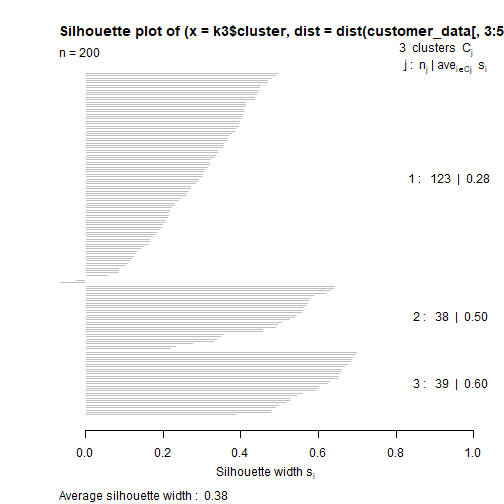 Silhouette plot of (x = k3$cluster, dist = dist(customer_data[, 3:5
n = 200
3 clusters Cj
j : nj | avei∈Cj si
1 : 123 | 0.28
2 : 38 | 0.50
3 : 39 | 0.60
0.0 0.2 0.4 0.6 0.8 1.0
Silhouette width si
Average silhouette width : 0.38